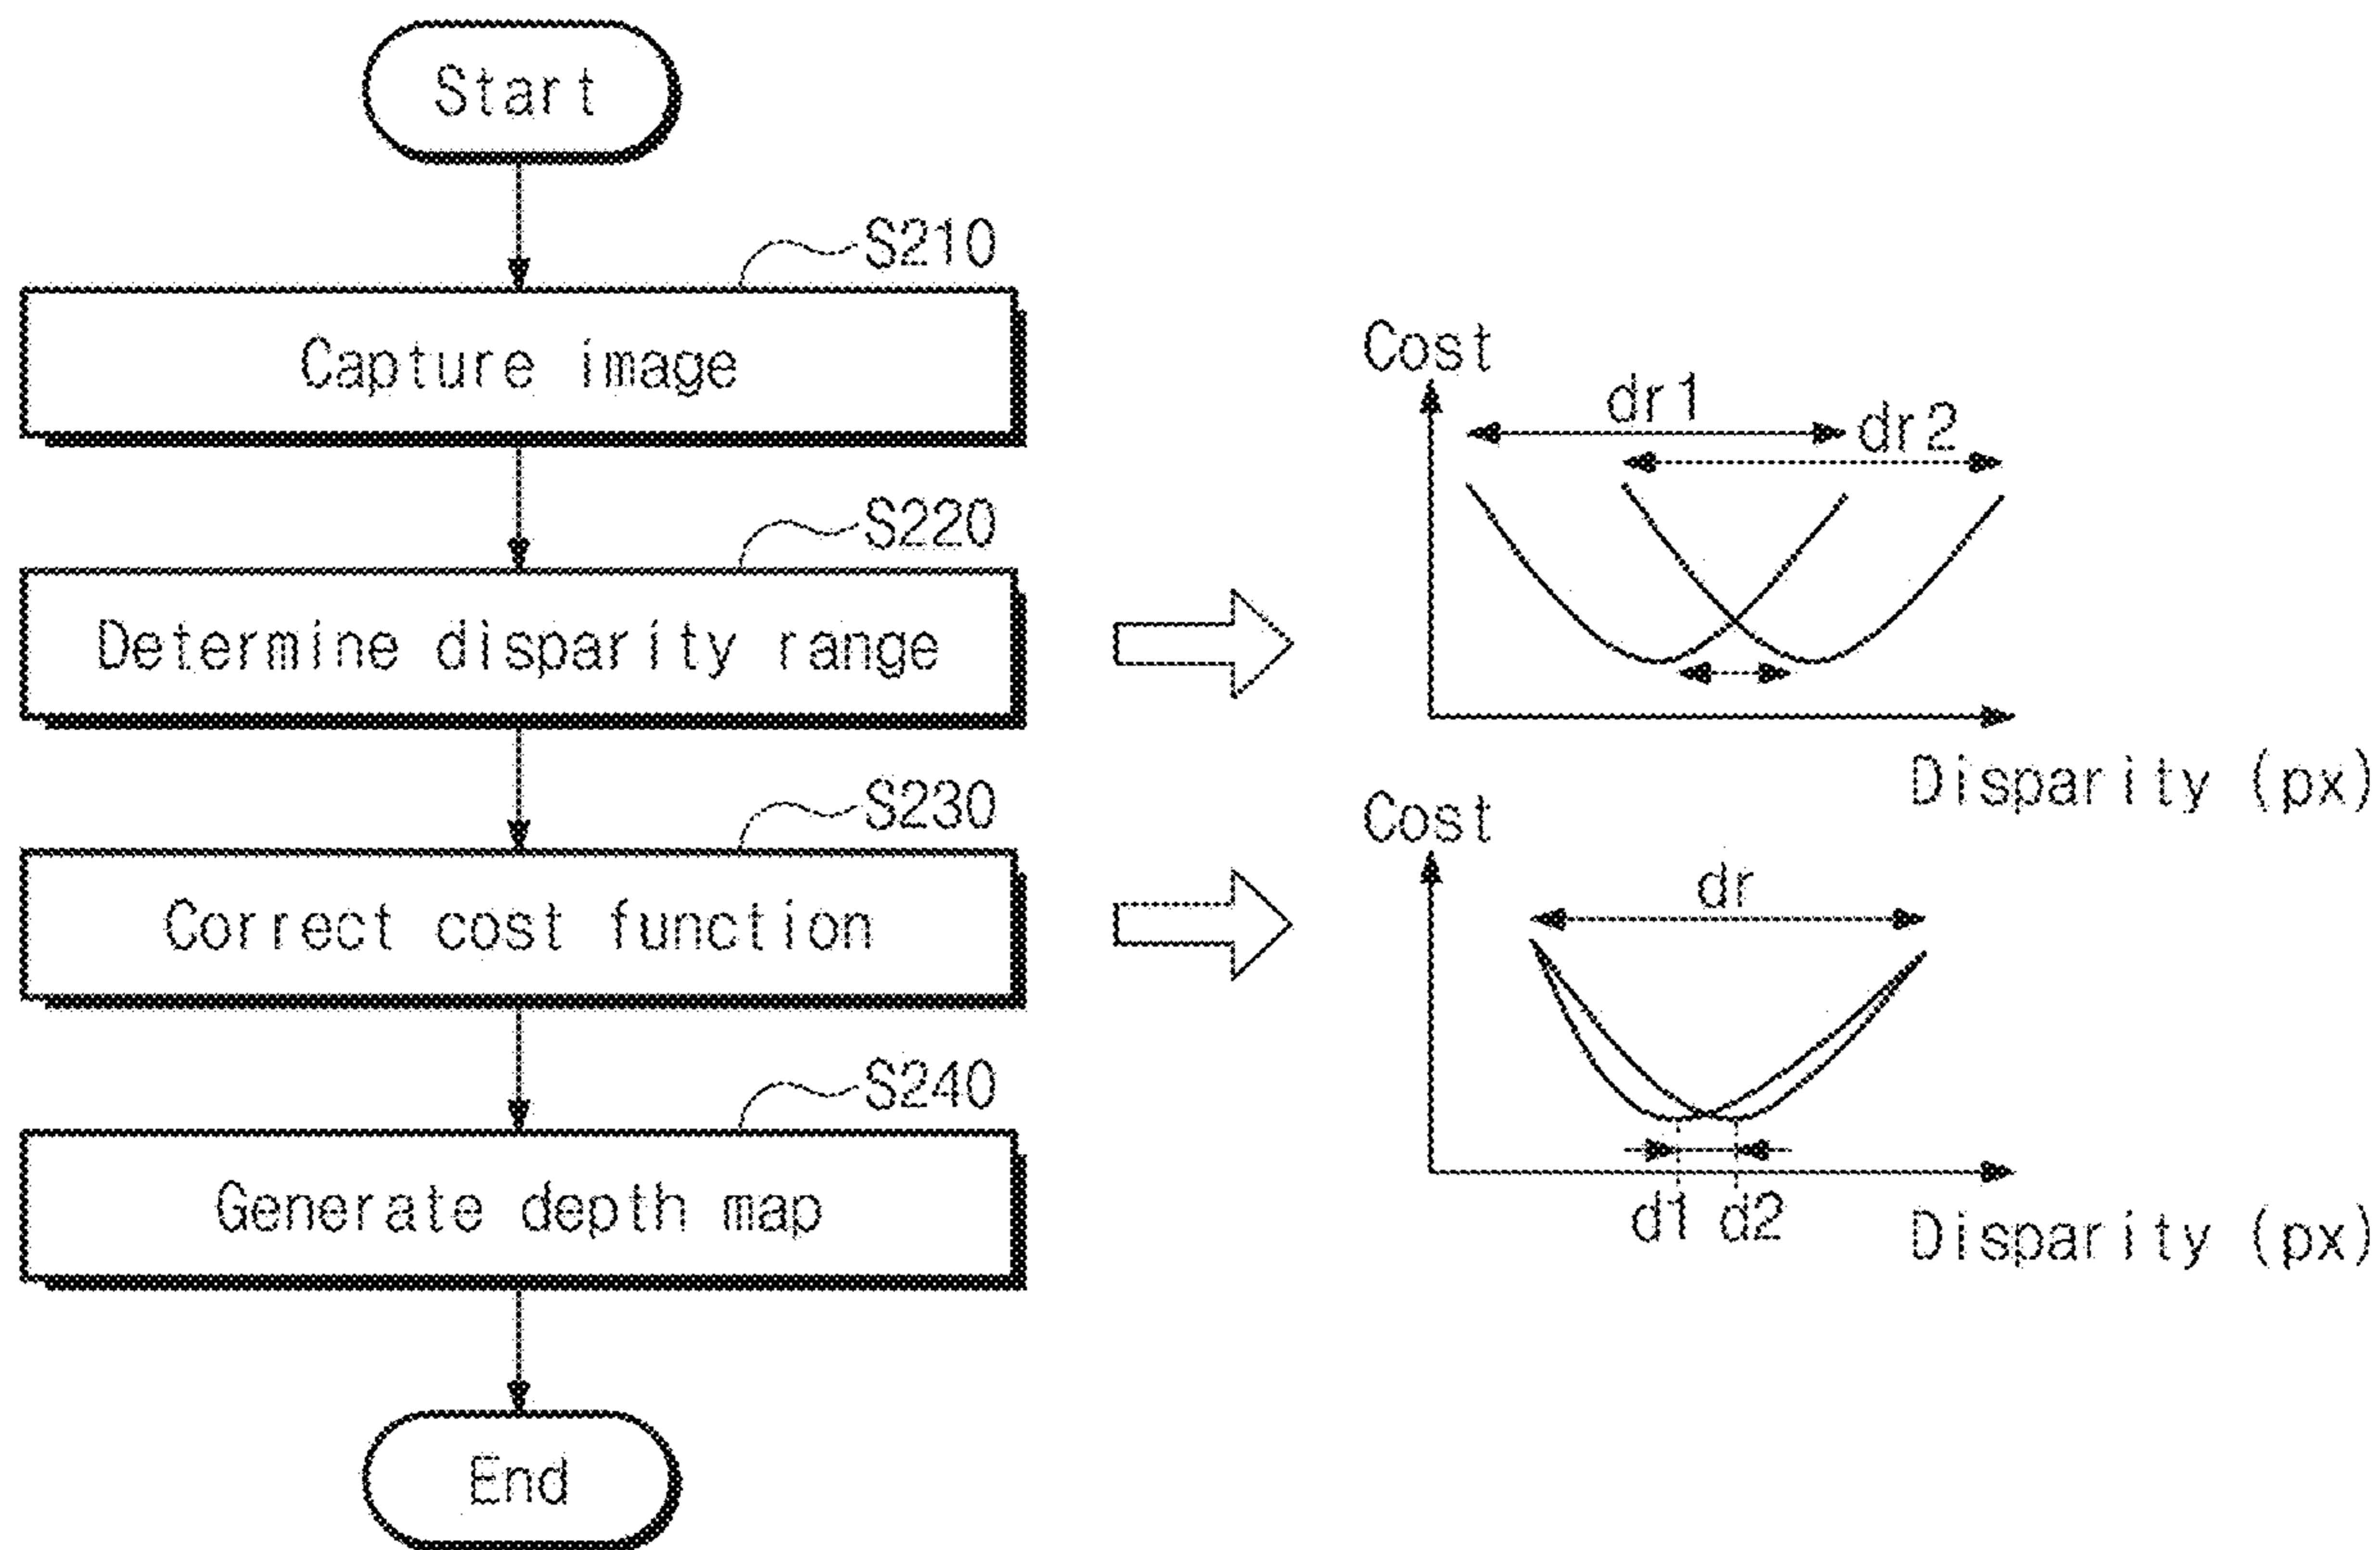 Start
S210
Capture image
S220
Determine disparity range
S230
Correct cost function
S240
Generate depth map
End
Cost
dr1
dr2
Disparity (px)
Cost
dr
d1 d2
Disparity (px)